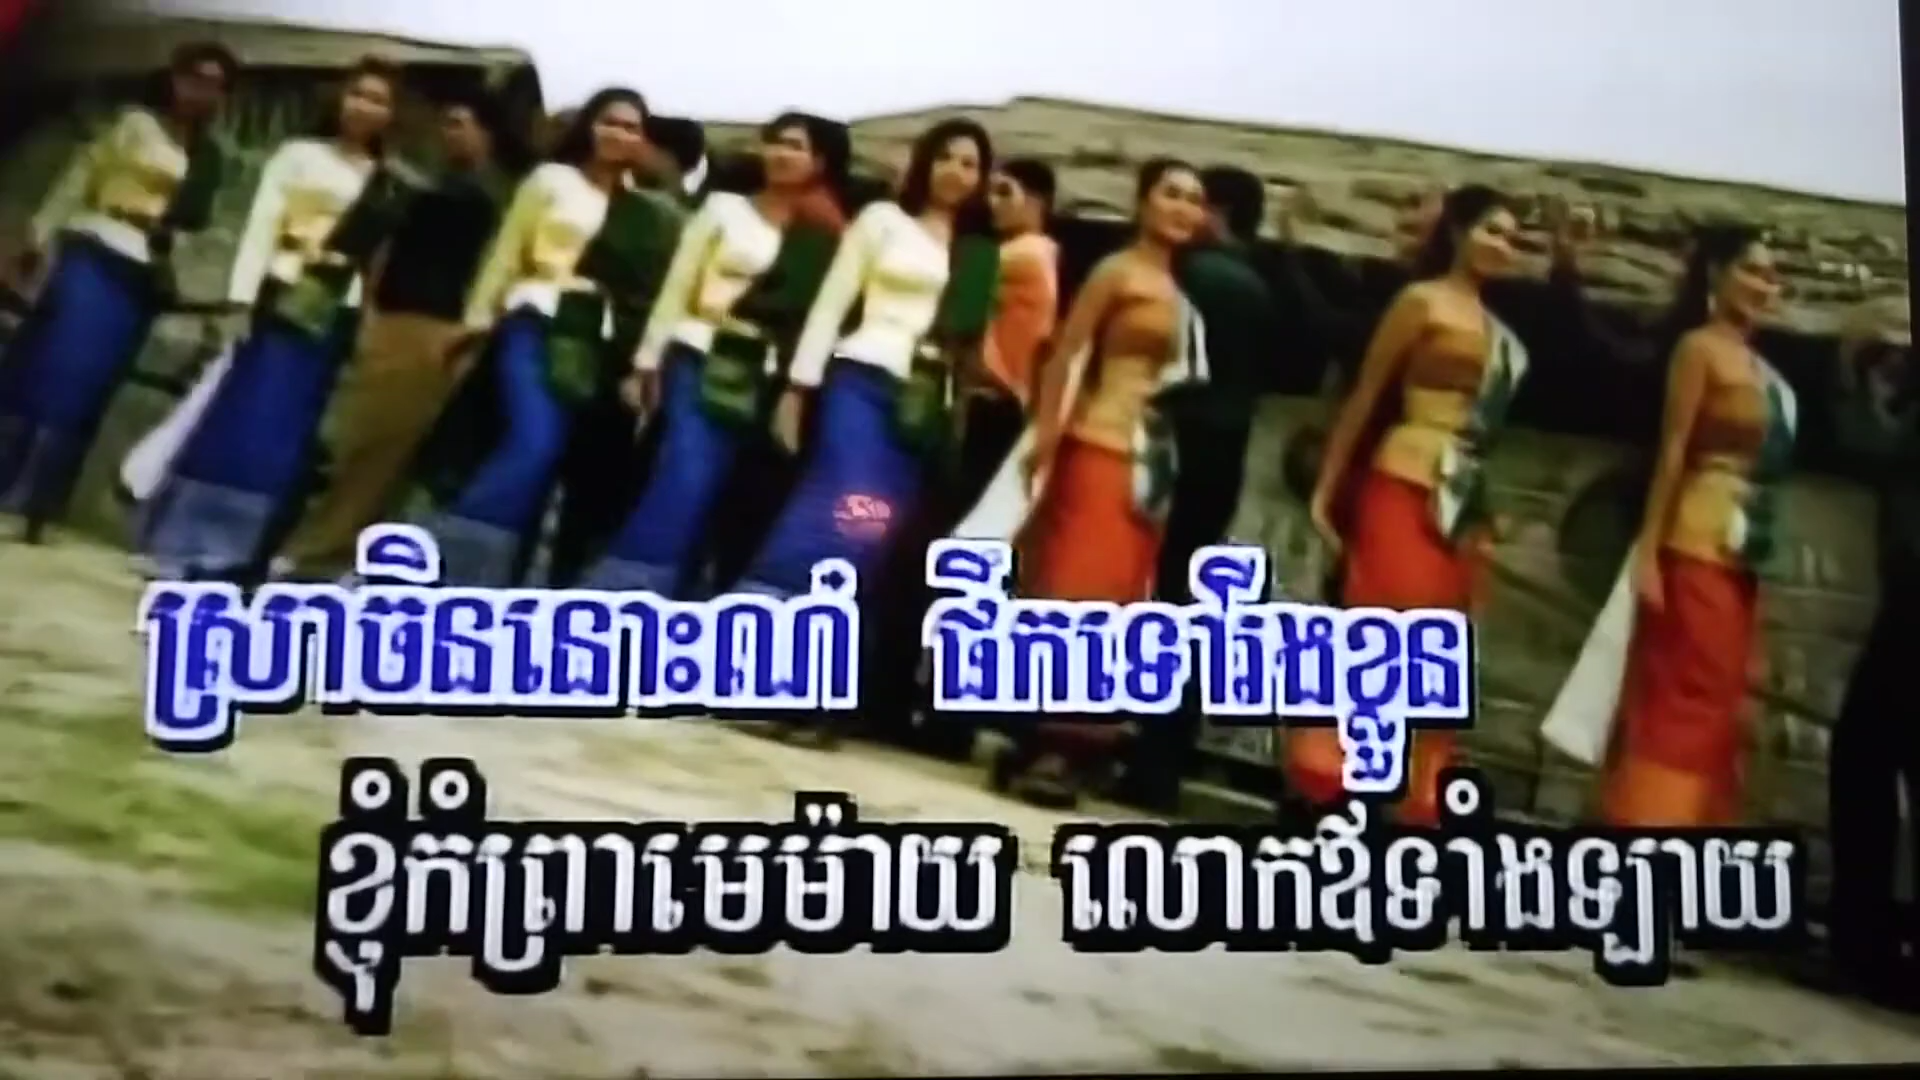 ស្រាចិននោះណំ ផឹកទៅរឹងខ្លួន
ខ្ញុំកំព្រាមេម៉ាយ លោកឪទាំងឡាយ